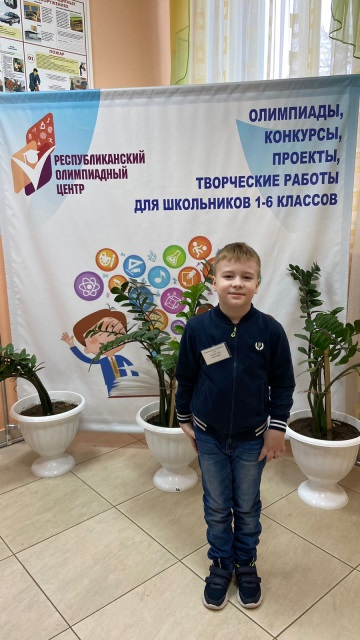 РЕСПУБЛИКАНСКИЙ
ОЛИМПИАДНЫЙ
ЦЕНТР
ОЛИМПИАДЫ,
КОНКУРСЫ,
ПРОЕКТЫ,
ТВОРЧЕСКИЕ РАБОТЫ
ДЛЯ ШКОЛЬНИКОВ 1-6 КЛАССОВ